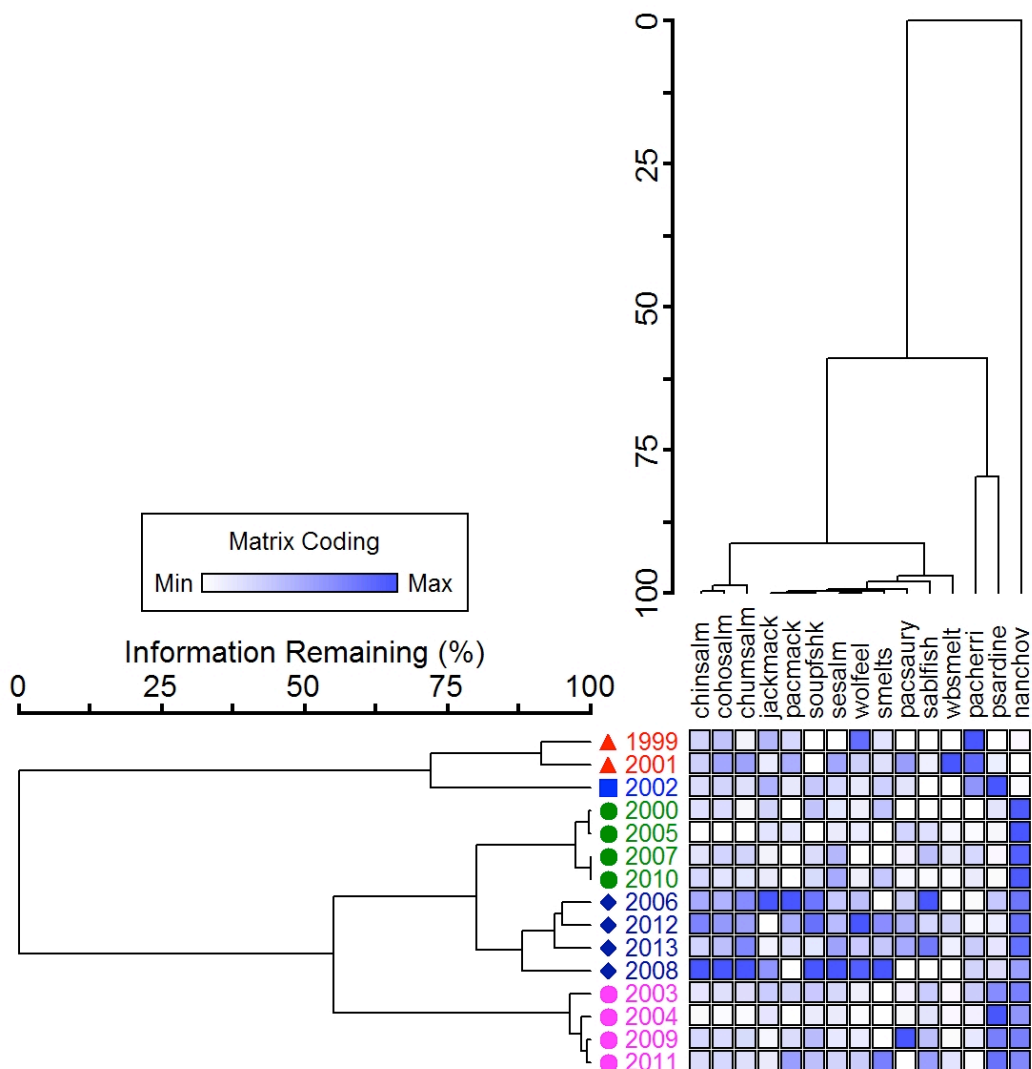 0
25
50
75
100
Matrix Coding
Min Max
Information Remaining (%)
0 25 50 75 100
chinsalm
cohosalm
chumsalm
jackmack
pacmack
soupfshk
sesalm
wolfeel
smelts
pacsaury
sablfish
wbsmelt
pacherri
psardine
nanchov
1999
2001
2002
2000
2005
2007
2010
2006
2012
2013
2008
2003
2004
2009
2011